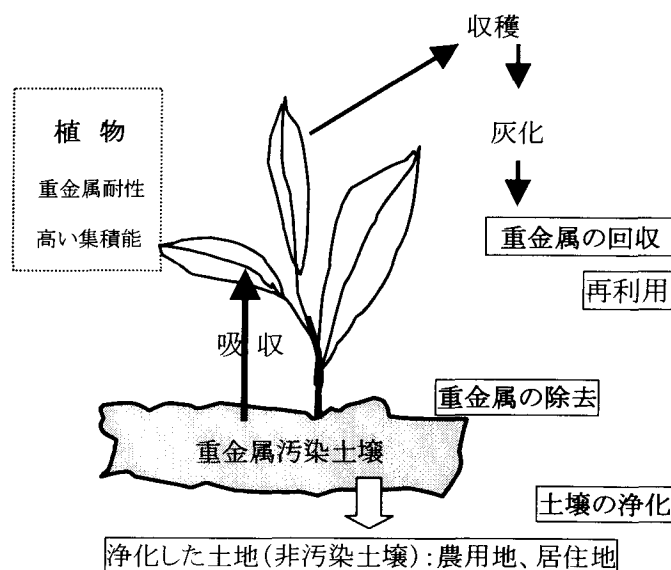 収穫
灰化
重金属の回収
再利用
植 物
重金属耐性
高い集積能
吸 収
重金属の除去
重金属汚染土壌
土壌の浄化
浄化した土地(非汚染土壌):農用地、居住地